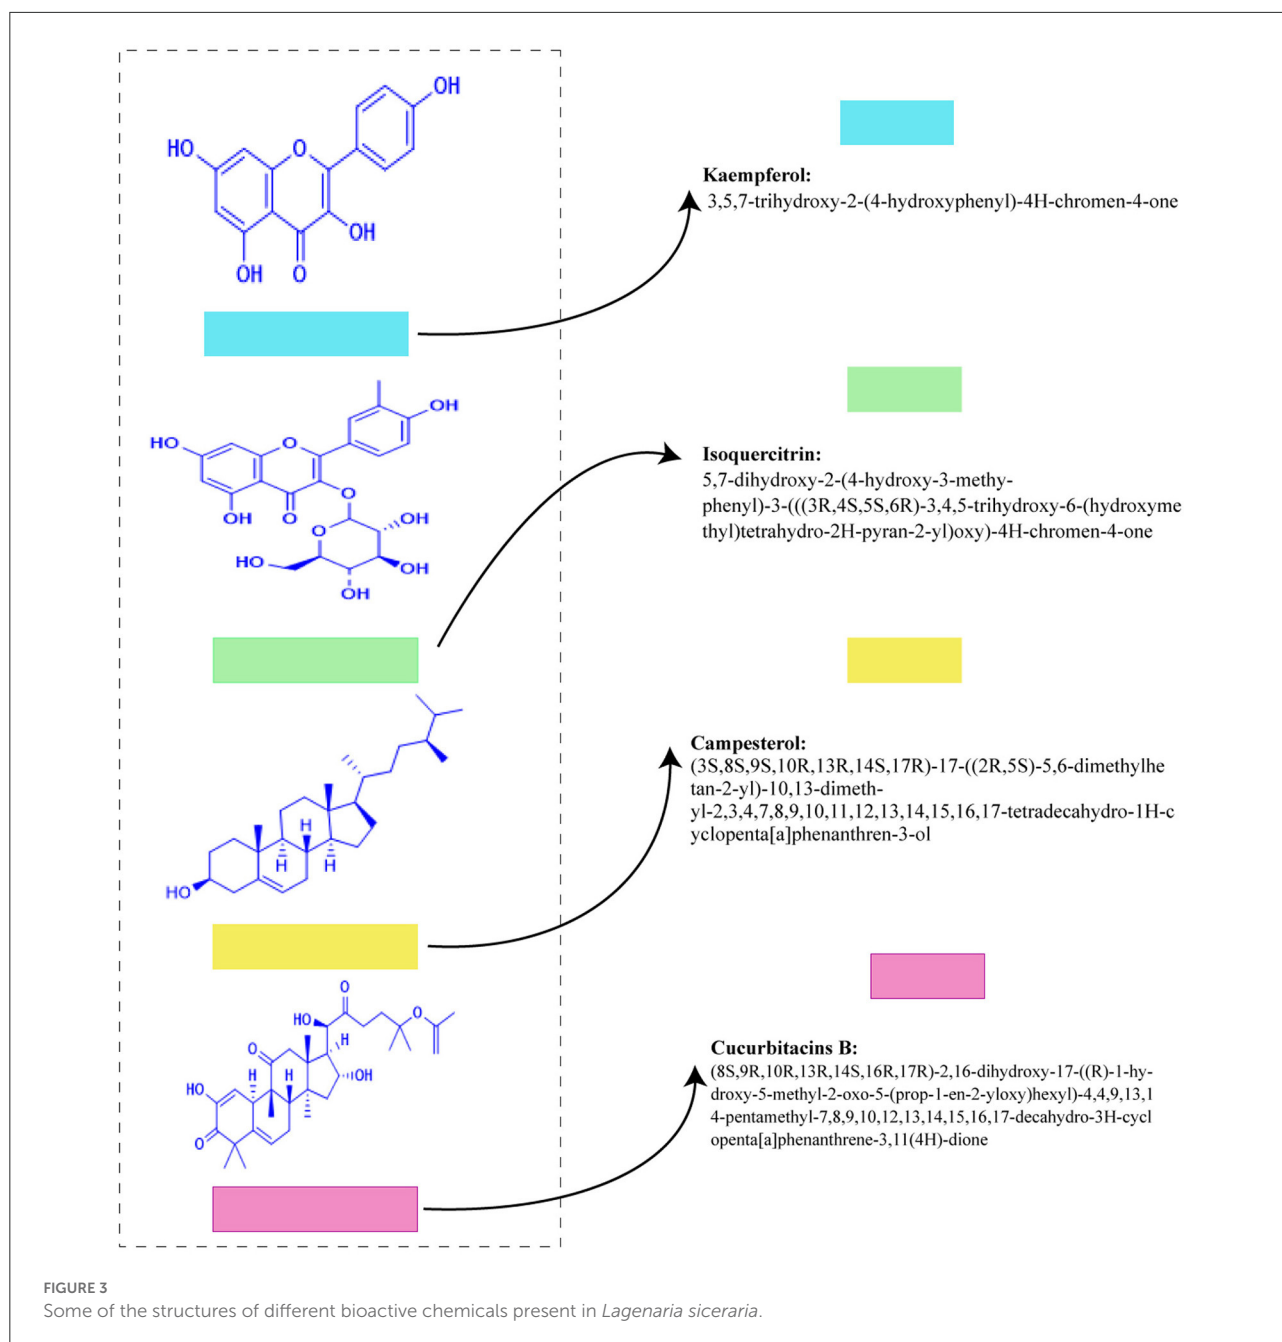 OH
HO
O
OH
OH
O
Kaempferol:
3,5,7-trihydroxy-2-(4-hydroxyphenyl)-4H-chromen-4-one
OH
HO
O
O
OH
O
OH
O
HO
OH
OH
Isoquercitrin:
5,7-dihydroxy-2-(4-hydroxy-3-methy-
phenyl)-3-(((3R,4S,5S,6R)-3,4,5-trihydroxy-6-(hydroxyme
thyl)tetrahydro-2H-pyran-2-yl)oxy)-4H-chromen-4-one
H
H
H
HO
Campesterol:
(3S,8S,9S,10R,13R,14S,17R)-17-((2R,5S)-5,6-dimethylhe
tan-2-yl)-10,13-dimeth-
yl-2,3,4,7,8,9,10,11,12,13,14,15,16,17-tetradecahydro-1H-c
yclopenta[a]phenanthren-3-ol
O
HO
O
O
H
OH
HO
H
H
O
Cucurbitacins B:
(8S,9R,10R,13R,14S,16R,17R)-2,16-dihydroxy-17-((R)-1-hy-
droxy-5-methyl-2-oxo-5-(prop-1-en-2-yloxy)hexyl)-4,4,9,13,1
4-pentamethyl-7,8,9,10,12,13,14,15,16,17-decahydro-3H-cycl
openta[a]phenanthrene-3,11(4H)-dione
FIGURE 3
Some of the structures of different bioactive chemicals present in Lagenaria siceraria.